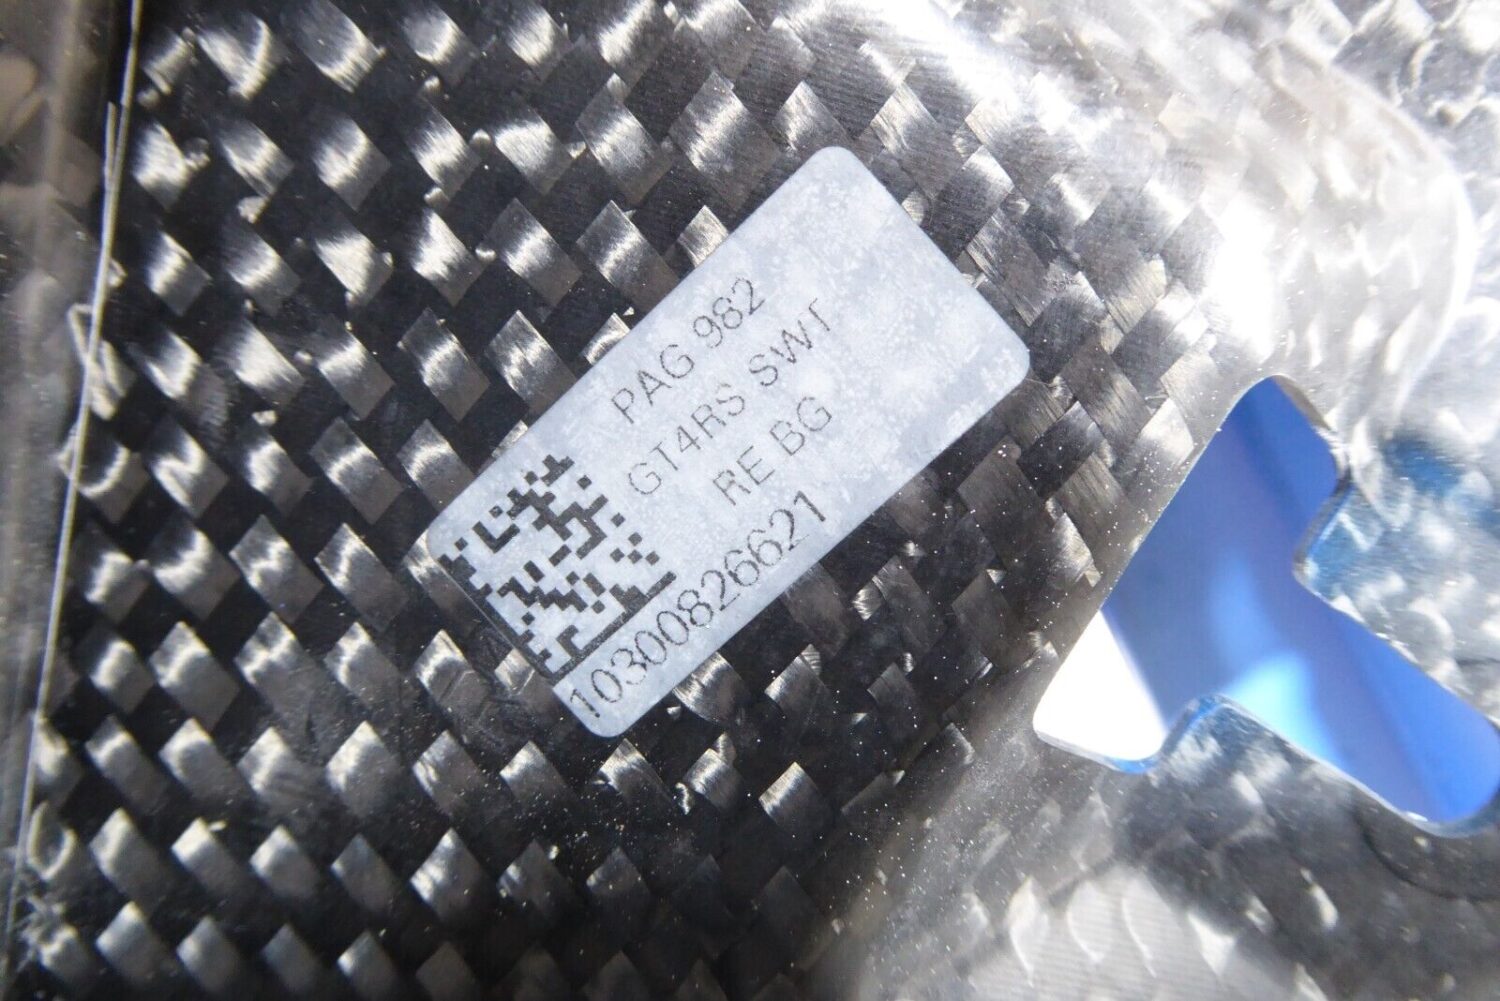 PAG 982
GT4RS SWT
RE BG
10300826621